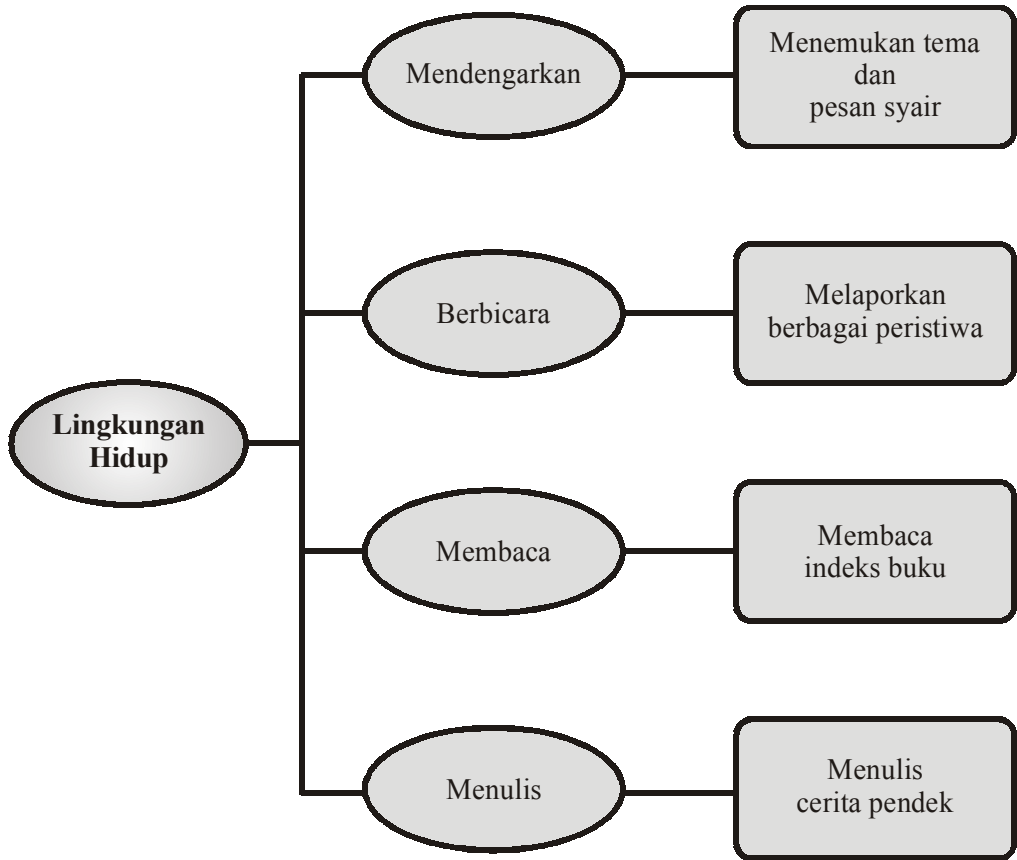 Mendengarkan
Menemukan tema
dan
pesan syair
Berbicara
Melaporkan
berbagai peristiwa
Lingkungan
Hidup
Membaca
Membaca
indeks buku
Menulis
Menulis
cerita pendek